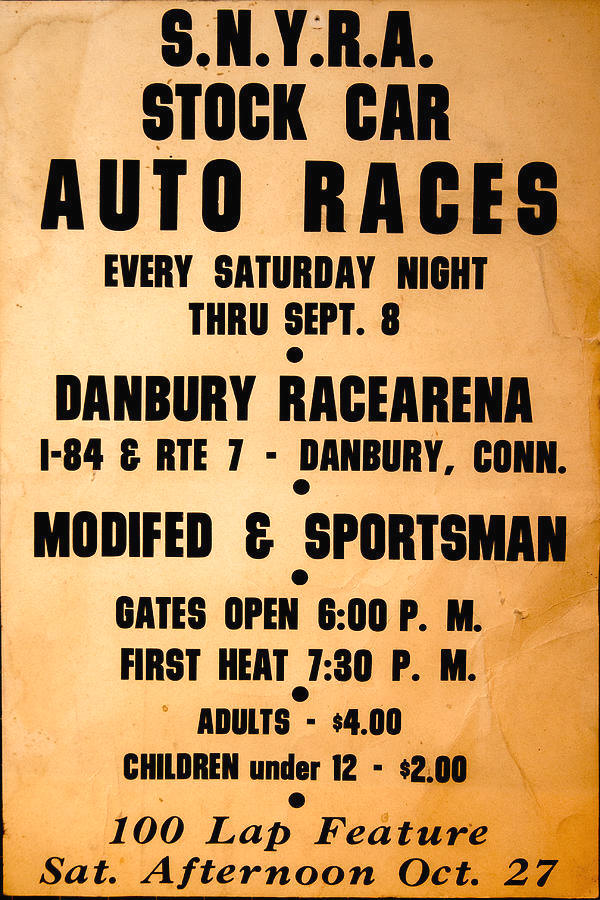 S.N.Y.R.A.
STOCK CAR
AUTO RACES
EVERY SATURDAY NIGHT
THRU SEPT. 8
DANBURY RACEARENA
I-84 & RTE 7 - DANBURY, CONN.
MODIFED & SPORTSMAN
GATES OPEN 6:00 P. M.
FIRST HEAT 7:30 P. M.
ADULTS - $4.00
CHILDREN under 12 - $2.00
100 Lap Feature
Sat. Afternoon Oct. 27